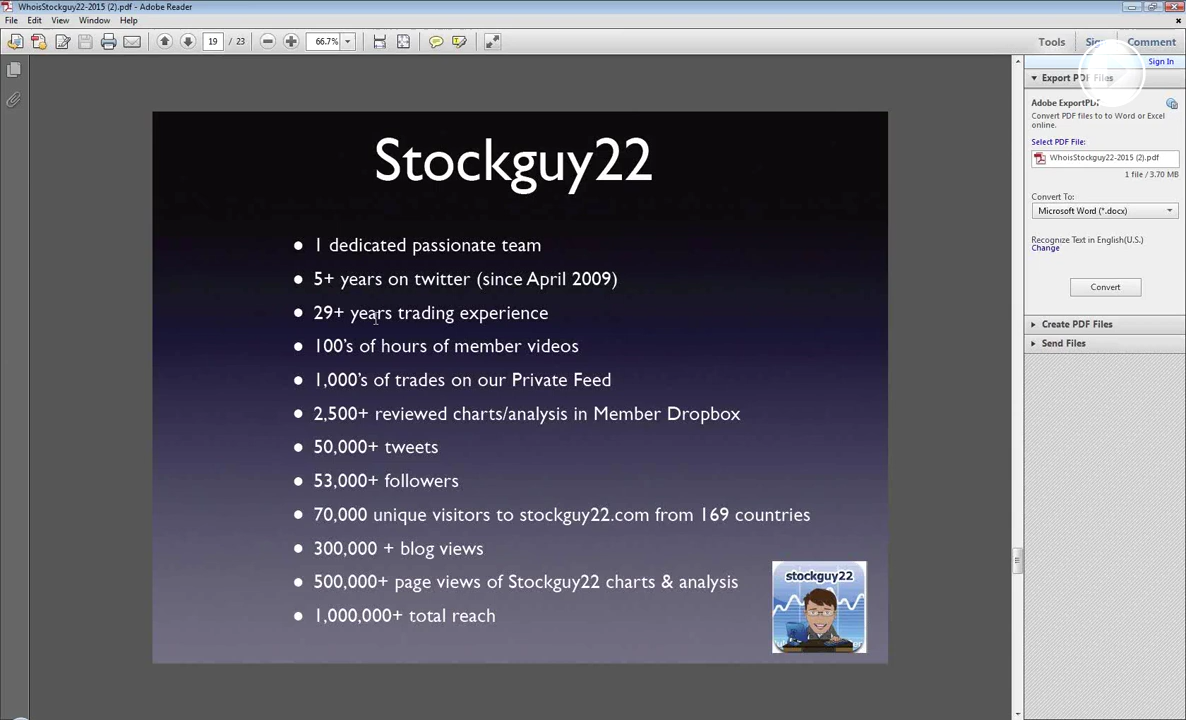 WhoisStockguy22-2015 (2).pdf - Adobe Reader
File Edit View Window Help
19 / 23 66.7% Tools Comment
Sign In
Export PDF Files
Adobe ExportPDF
Convert PDF files to to Word or Excel
online.
Select PDF File:
WhoisStockguy22-2015 (2).pdf
1 file / 3.70 MB
Convert To:
Microsoft Word (*.docx)
Recognize Text in English(U.S.)
Change
Convert
Create PDF Files
Send Files
Stockguy22
• 1 dedicated passionate team
• 5+ years on twitter (since April 2009)
• 29+ years trading experience
• 100's of hours of member videos
• 1,000's of trades on our Private Feed
• 2,500+ reviewed charts/analysis in Member Dropbox
• 50,000+ tweets
• 53,000+ followers
• 70,000 unique visitors to stockguy22.com from 169 countries
• 300,000 + blog views
• 500,000+ page views of Stockguy22 charts & analysis
• 1,000,000+ total reach
stockguy22